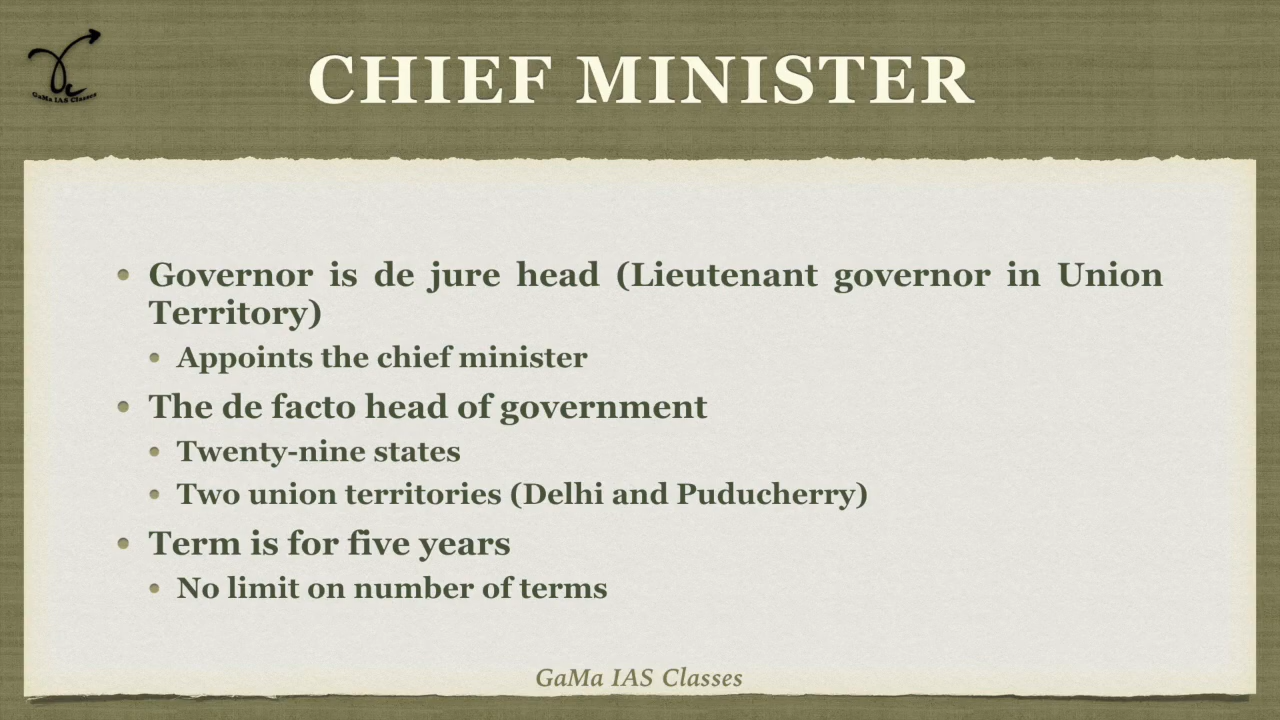 GaMa IAS Classes
CHIEF MINISTER
• Governor is de jure head (Lieutenant governor in Union
Territory)
• Appoints the chief minister
• The de facto head of government
• Twenty-nine states
• Two union territories (Delhi and Puducherry)
• Term is for five years
• No limit on number of terms
GaMa IAS Classes